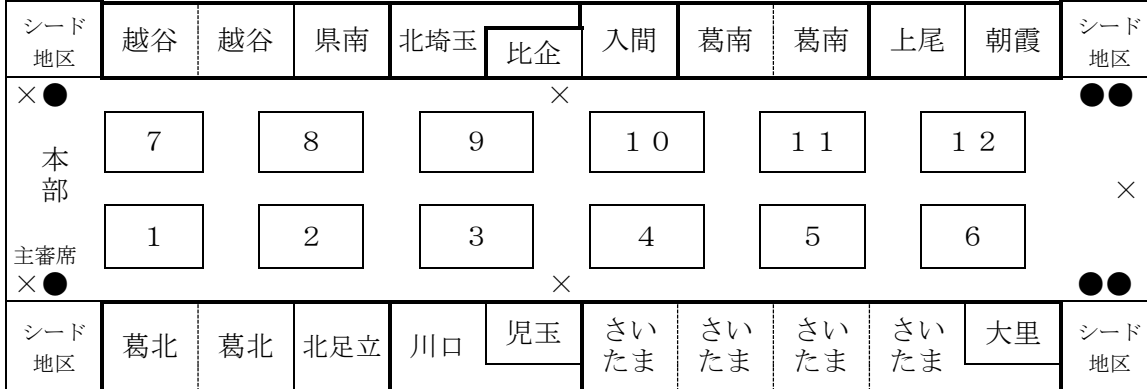 シード
地区
越谷
越谷
県南
北埼玉
比企
入間
葛南
葛南
上尾
朝霞
シード
地区
×●
×
●●
7
8
9
10
11
12
本
部
×
1
2
3
4
5
6
主審席
×●
×
●●
シード
地区
葛北
葛北
北足立
川口
児玉
さい
たま
さい
たま
さい
たま
さい
たま
大里
シード
地区